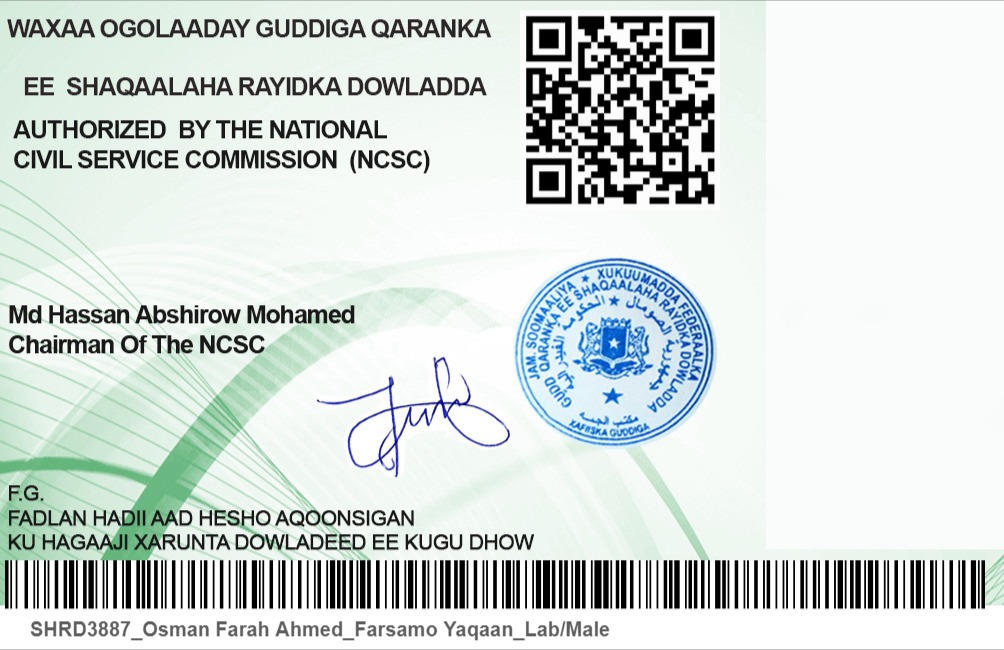 WAXAA OGOLAADAY GUDDIGA QARANKA
EE SHAQAALAHA RAYIDKA DOWLADDA
AUTHORIZED BY THE NATIONAL
CIVIL SERVICE COMMISSION (NCSC)
Md Hassan Abshirow Mohamed
Chairman Of The NCSC
JAM. SOOMAALIYA ★ XUKUUMADDA FEDERAALKA
GUDD QARANKA EE SHAQAALAHA RAYIDKA DOWLADDA
XAFIISKA GUDDIGA
F.G.
FADLAN HADII AAD HESHO AQOONSIGAN
KU HAGAAJI XARUNTA DOWLADEED EE KUGU DHOW
SHRD3887_Osman Farah Ahmed_Farsamo Yaqaan_Lab/Male